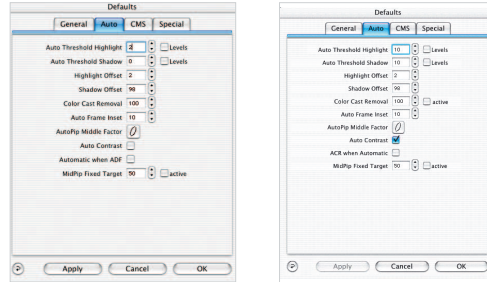 Defaults
General Auto CMS Special
Auto Threshold Highlight 2 Levels
Auto Threshold Shadow 0 Levels
Highlight Offset 2
Shadow Offset 98
Color Cast Removal 100
Auto Frame Inset 10
AutoPip Middle Factor 0
Auto Contrast
Automatic when ADF
MidPip Fixed Target 50 active
Apply Cancel OK
Defaults
General Auto CMS Special
Auto Threshold Highlight 10 Levels
Auto Threshold Shadow 10 Levels
Highlight Offset 2
Shadow Offset 98
Color Cast Removal 100 active
Auto Frame Inset 10
AutoPip Middle Factor 0
Auto Contrast
ACR when Automatic
MidPip Fixed Target 50 active
Apply Cancel OK